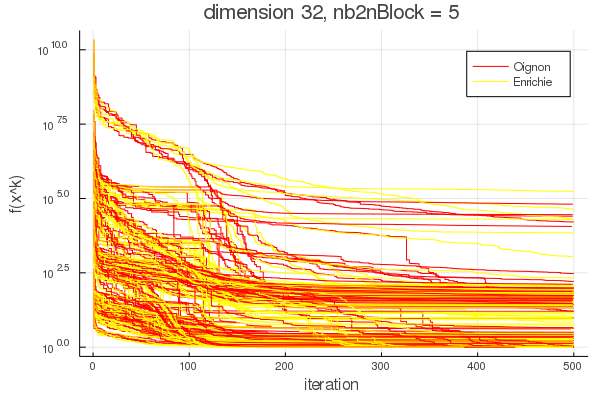 dimension 32, nb2nBlock = 5
10^10.0
10^7.5
10^5.0
10^2.5
10^0.0
f(x^k)
Oignon
Enrichie
0 100 200 300 400 500
iteration